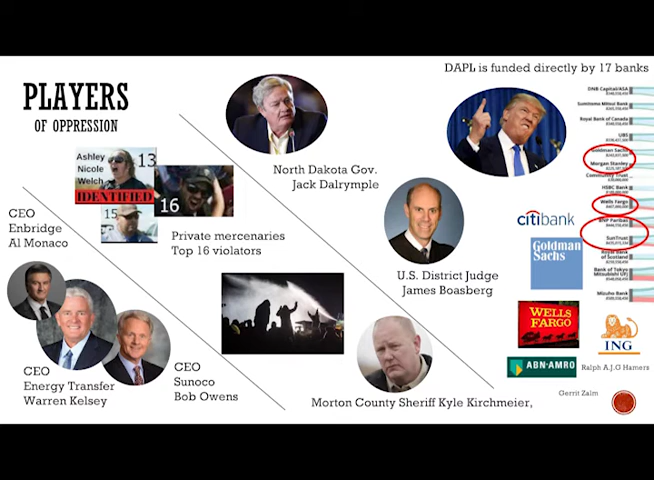 PLAYERS
OF OPPRESSION
Ashley
Nicole
Welch
13
IDENTIFIED
15
16
Private mercenaries
Top 16 violators
CEO
Enbridge
Al Monaco
CEO
Energy Transfer
Warren Kelsey
CEO
Sunoco
Bob Owens
North Dakota Gov.
Jack Dalrymple
U.S. District Judge
James Boasberg
Morton County Sheriff Kyle Kirchmeier,
DAPL is funded directly by 17 banks
DNB Capital/ASA
Sumitomo Mitsui Bank
Royal Bank of Canada
UBS
Goldman Sachs
Morgan Stanley
Community Trust
HSBC Bank
Wells Fargo
BNP Paribas
SunTrust
Royal Bank
of Scotland
Bank of Tokyo
Mitsubishi UFJ
Mizuho Bank
citibank
Goldman
Sachs
WELLS
FARGO
ING
ABN·AMRO
Ralph A.J.G Hamers
Gerrit Zalm